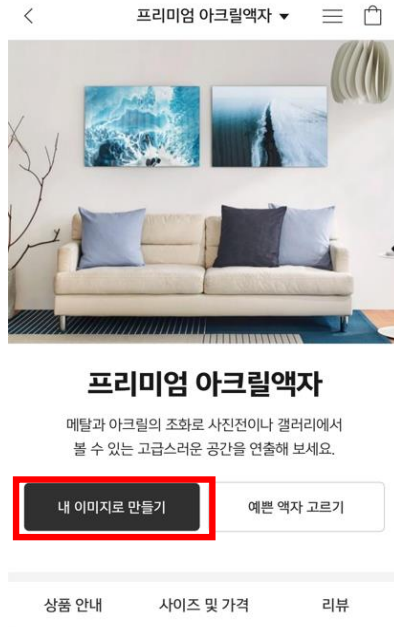 프리미엄 아크릴액자 ▼
프리미엄 아크릴액자
메탈과 아크릴의 조화로 사진전이나 갤러리에서
볼 수 있는 고급스러운 공간을 연출해 보세요.
내 이미지로 만들기
예쁜 액자 고르기
상품 안내
사이즈 및 가격
리뷰